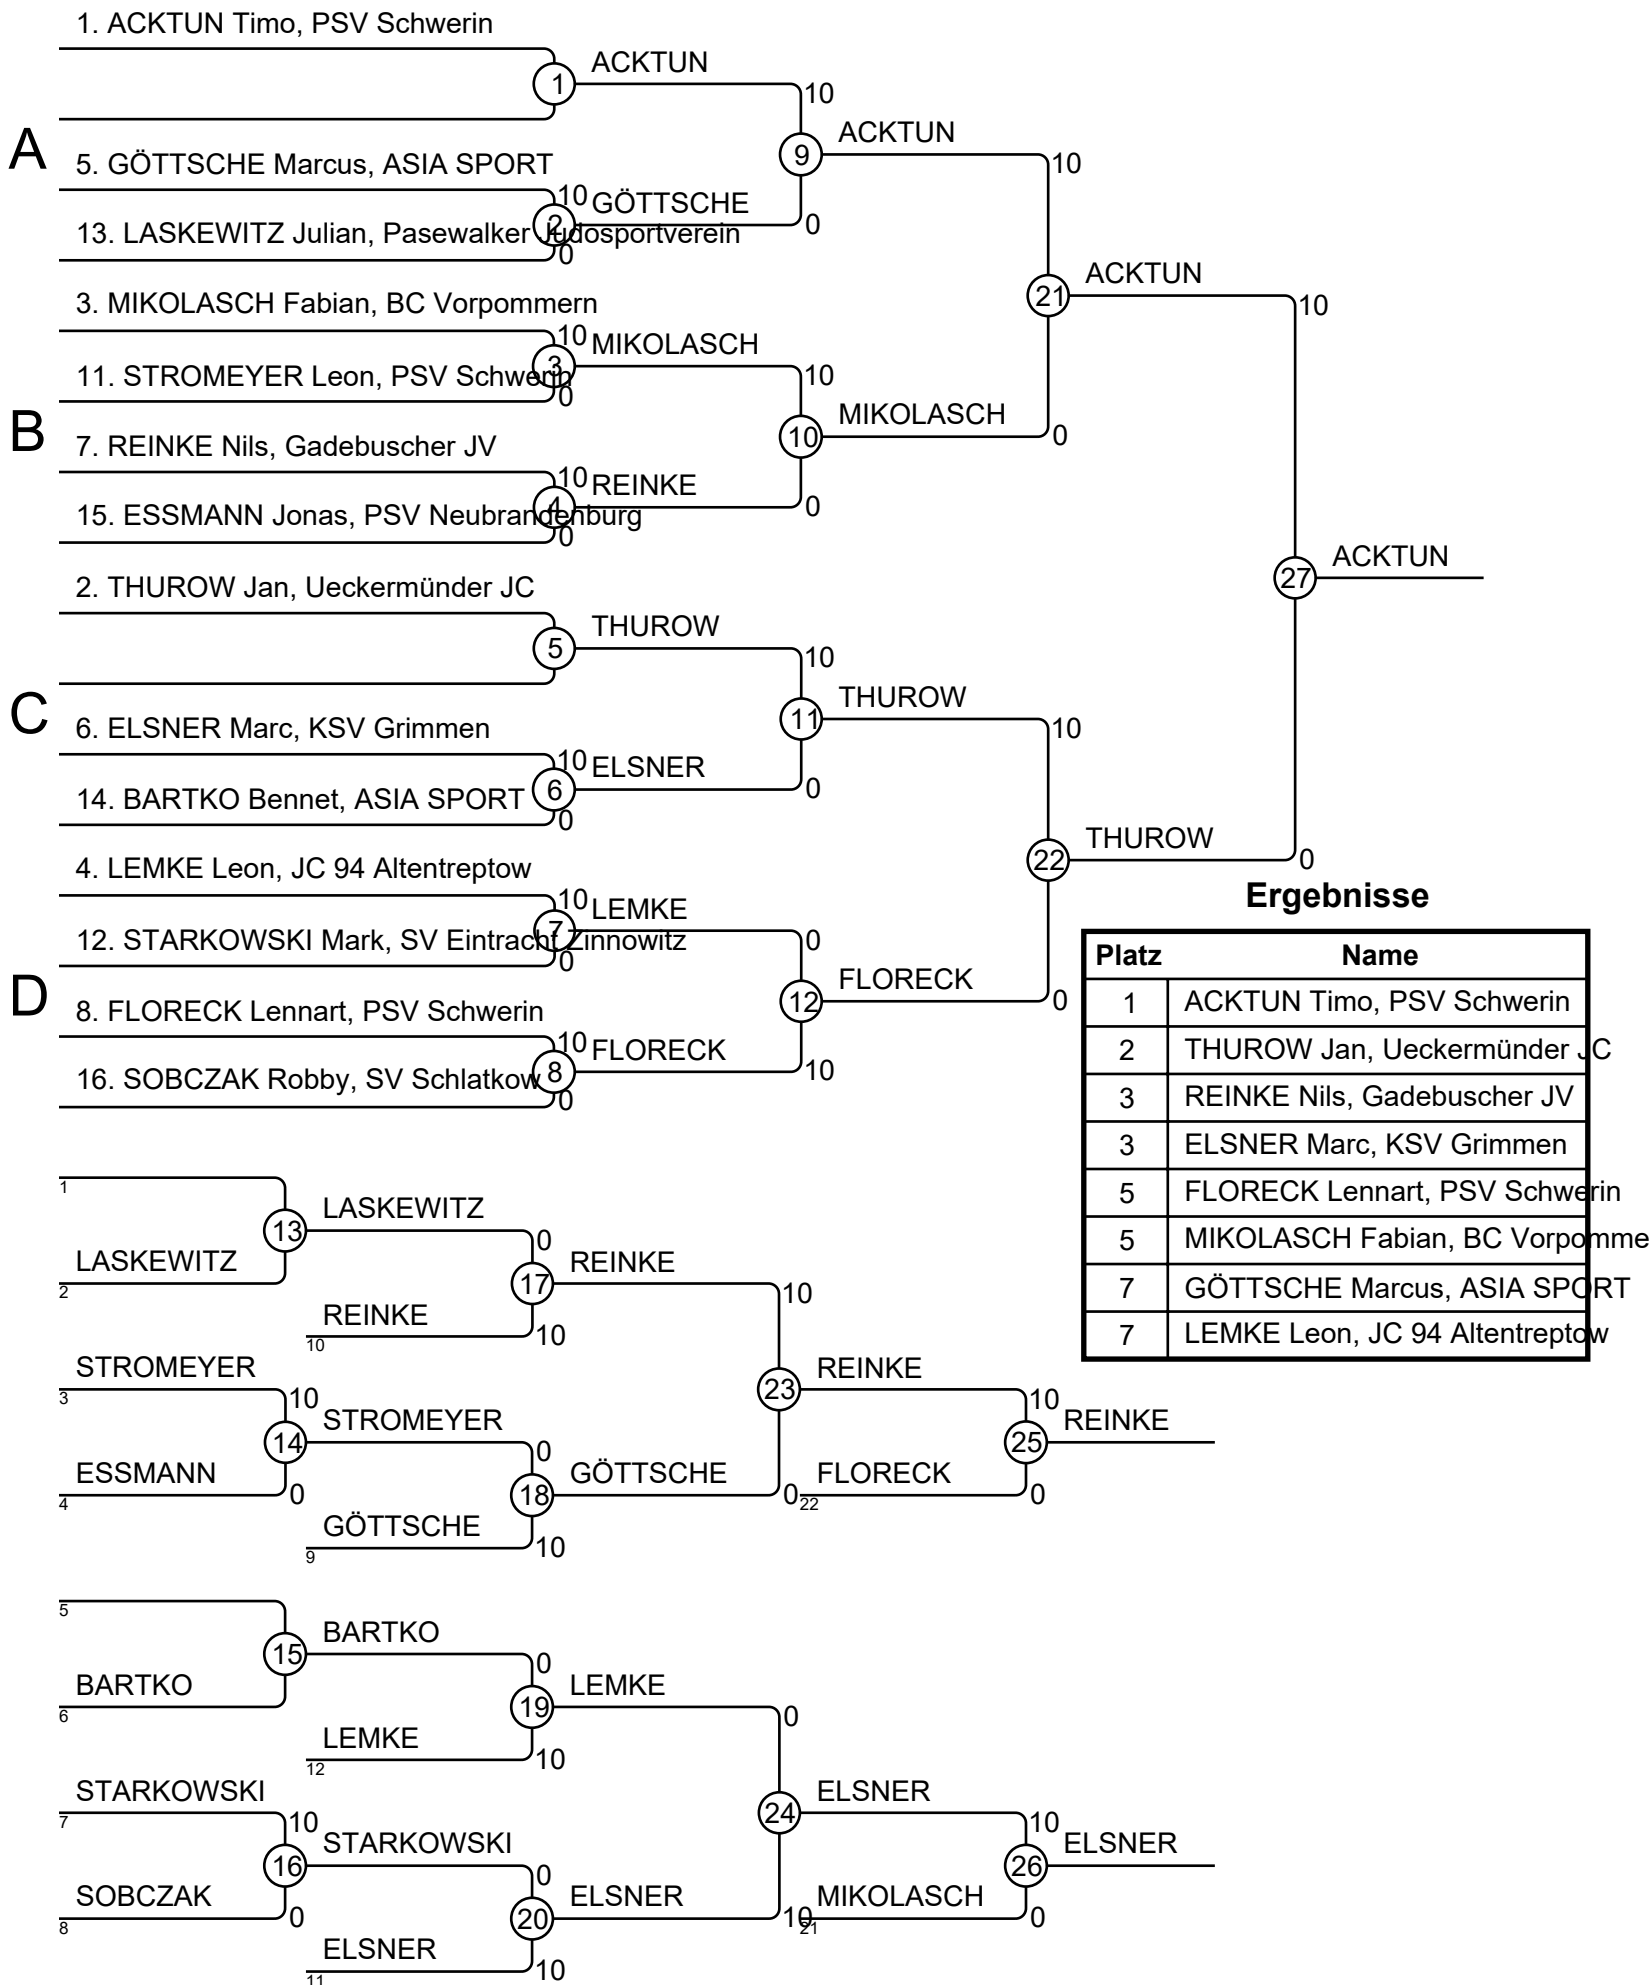 1. ACKTUN Timo, PSV Schwerin
1
ACKTUN
10
A
5. GÖTTSCHE Marcus, ASIA SPORT
10
2
GÖTTSCHE
13. LASKEWITZ Julian, Pasewalker Judosportverein
0
9
ACKTUN
0
10
3. MIKOLASCH Fabian, BC Vorpommern
10
3
MIKOLASCH
11. STROMEYER Leon, PSV Schwerin
0
10
B
7. REINKE Nils, Gadebuscher JV
10
4
REINKE
15. ESSMANN Jonas, PSV Neubrandenburg
0
10
MIKOLASCH
0
0
21
ACKTUN
10
2. THUROW Jan, Ueckermünder JC
5
THUROW
10
C
6. ELSNER Marc, KSV Grimmen
10
6
ELSNER
14. BARTKO Bennet, ASIA SPORT
0
11
THUROW
0
10
4. LEMKE Leon, JC 94 Altentreptow
10
7
LEMKE
12. STARKOWSKI Mark, SV Eintracht Zinnowitz
0
0
D
8. FLORECK Lennart, PSV Schwerin
10
8
FLORECK
16. SOBCZAK Robby, SV Schlatkow
0
12
FLORECK
10
0
22
THUROW
0
27
ACKTUN
Ergebnisse
Platz Name
1 ACKTUN Timo, PSV Schwerin
2 THUROW Jan, Ueckermünder JC
3 REINKE Nils, Gadebuscher JV
3 ELSNER Marc, KSV Grimmen
5 FLORECK Lennart, PSV Schwerin
5 MIKOLASCH Fabian, BC Vorpomme
7 GÖTTSCHE Marcus, ASIA SPORT
7 LEMKE Leon, JC 94 Altentreptow
1
13
LASKEWITZ
0
LASKEWITZ
2
17
REINKE
10
REINKE
10
10
STROMEYER
3
10
14
STROMEYER
0
ESSMANN
4
0
18
GÖTTSCHE
0
GÖTTSCHE
9
10
23
REINKE
10
FLORECK
22
0
25
REINKE
5
15
BARTKO
0
BARTKO
6
19
LEMKE
0
LEMKE
12
10
STARKOWSKI
7
10
16
STARKOWSKI
0
SOBCZAK
8
0
20
ELSNER
10
ELSNER
11
10
24
ELSNER
10
MIKOLASCH
21
0
26
ELSNER